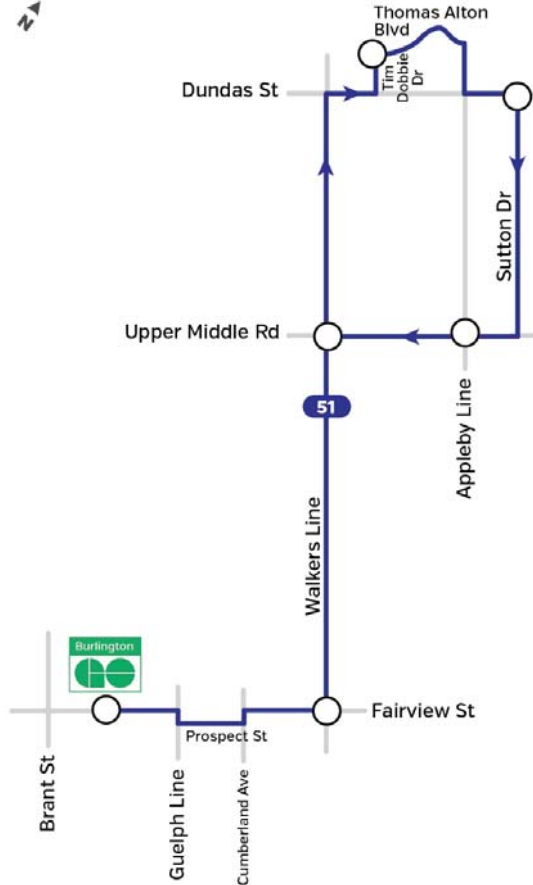 N
Thomas Alton
Blvd
Tim
Dobbie
Dr
Dundas St
Sutton Dr
Upper Middle Rd
51
Appleby Line
Walkers Line
Burlington
GO
Fairview St
Prospect St
Brant St
Guelph Line
Cumberland Ave